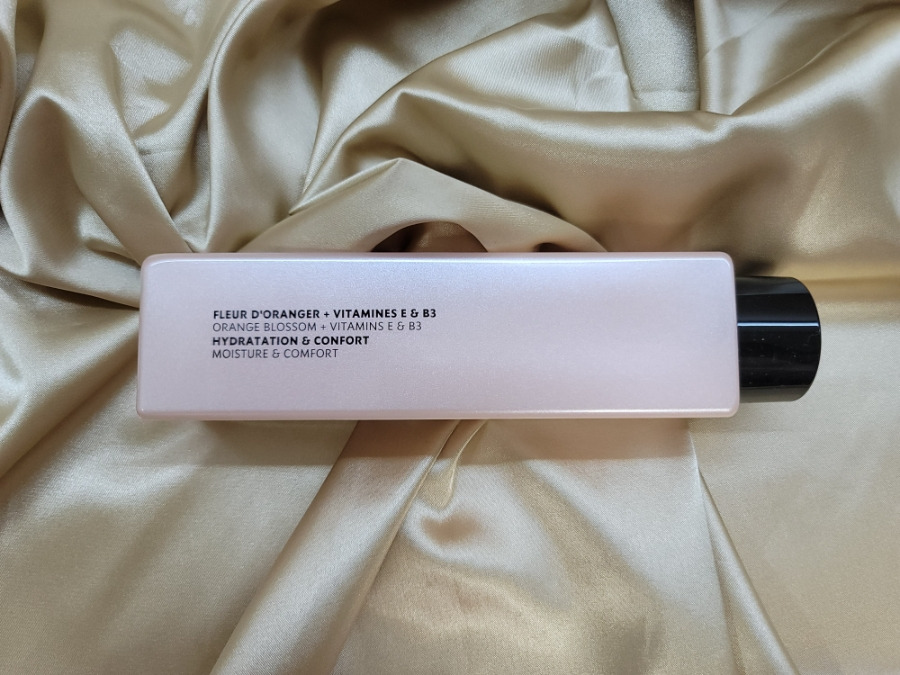 FLEUR D'ORANGER + VITAMINES E & B3
ORANGE BLOSSOM + VITAMINS E & B3
HYDRATATION & CONFORT
MOISTURE & COMFORT